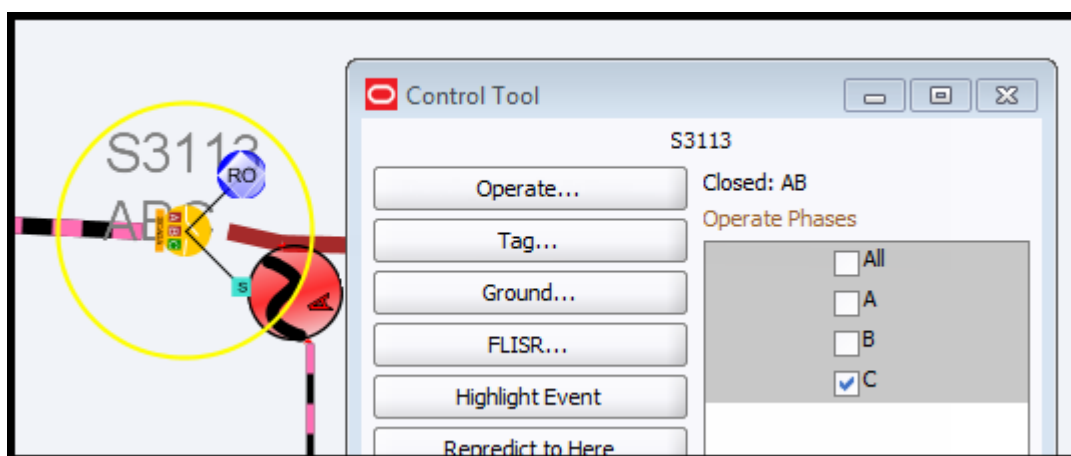 S3113
ABC
RO
A
B
C
S
A
Control Tool
S3113
Operate...
Tag...
Ground...
FLISR...
Highlight Event
Repredict to Here
Closed: AB
Operate Phases
All
A
B
C